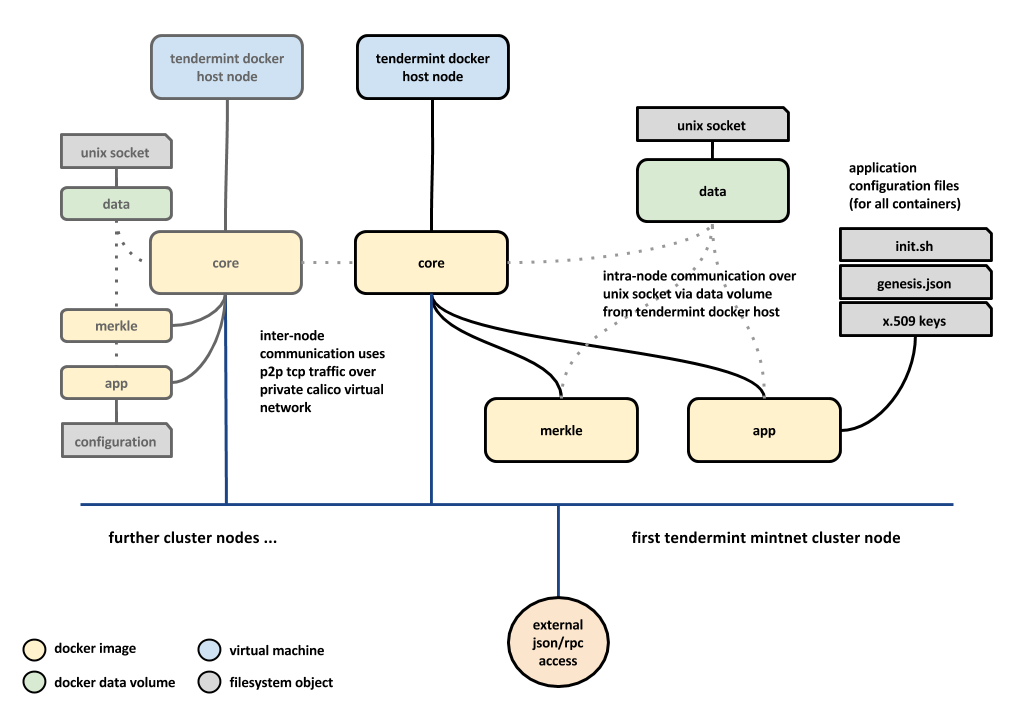 tendermint docker
host node
tendermint docker
host node
unix socket
data
core
merkle
app
configuration
inter-node
communication uses
p2p tcp traffic over
private calico virtual
network
core
unix socket
data
intra-node communication over
unix socket via data volume
from tendermint docker host
merkle
app
application
configuration files
(for all containers)
init.sh
genesis.json
x.509 keys
further cluster nodes ...
first tendermint mintnet cluster node
external
json/rpc
access
docker image
virtual machine
docker data volume
filesystem object